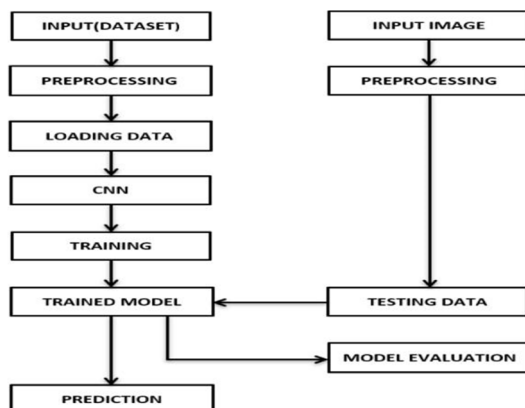 INPUT(DATASET)
PREPROCESSING
LOADING DATA
CNN
TRAINING
TRAINED MODEL
PREDICTION
INPUT IMAGE
PREPROCESSING
TESTING DATA
MODEL EVALUATION